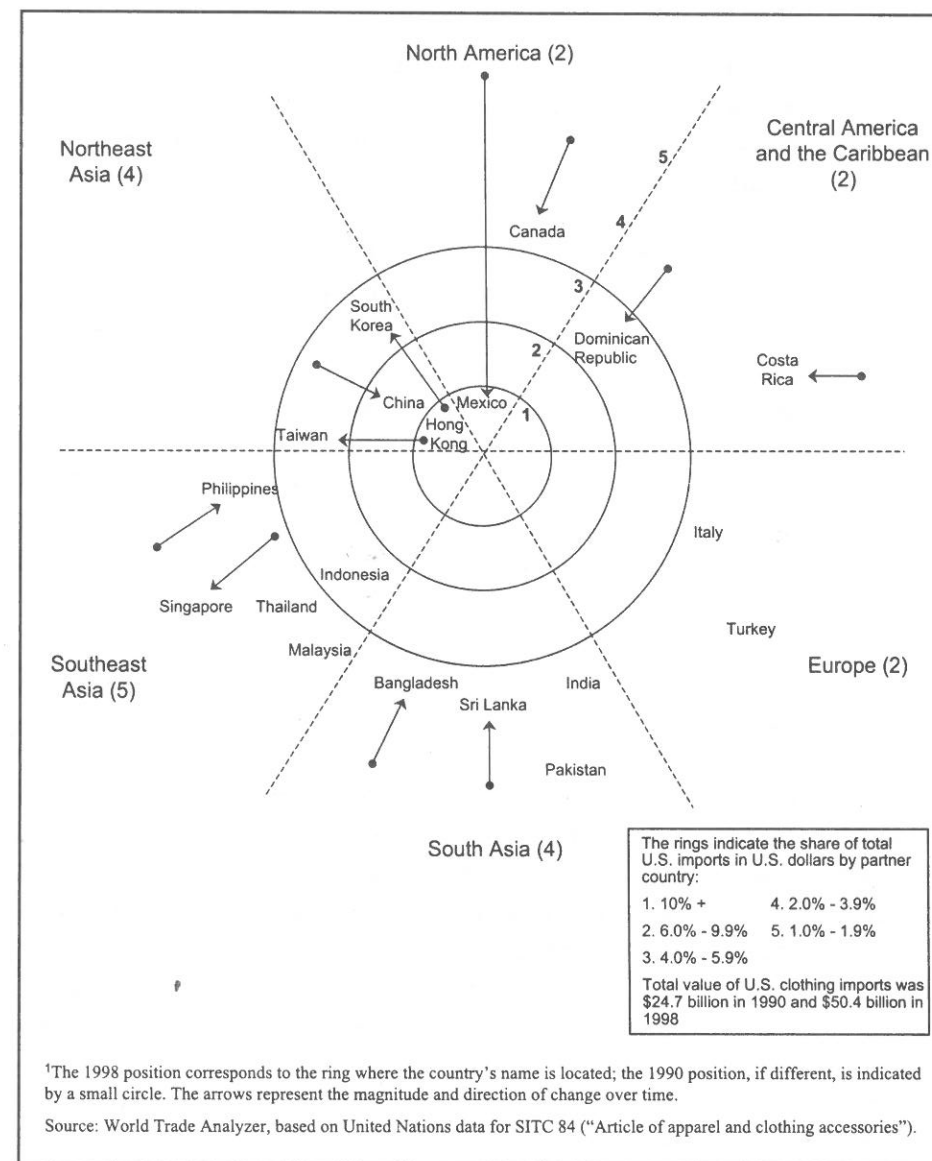 North America (2)
Northeast
Asia (4)
Central America
and the Caribbean
(2)
5
4
Canada
3
South
Korea
2
Dominican
Republic
Costa
Rica
China
Mexico
1
Hong
Kong
Taiwan
Philippines
Italy
Indonesia
Singapore
Thailand
Turkey
Malaysia
Southeast
Asia (5)
Europe (2)
Bangladesh
India
Sri Lanka
Pakistan
South Asia (4)
The rings indicate the share of total
U.S. imports in U.S. dollars by partner
country:
1. 10% + 4. 2.0% - 3.9%
2. 6.0% - 9.9% 5. 1.0% - 1.9%
3. 4.0% - 5.9%
Total value of U.S. clothing imports was
$24.7 billion in 1990 and $50.4 billion in
1998
¹The 1998 position corresponds to the ring where the country's name is located; the 1990 position, if different, is indicated
by a small circle. The arrows represent the magnitude and direction of change over time.
Source: World Trade Analyzer, based on United Nations data for SITC 84 ("Article of apparel and clothing accessories").